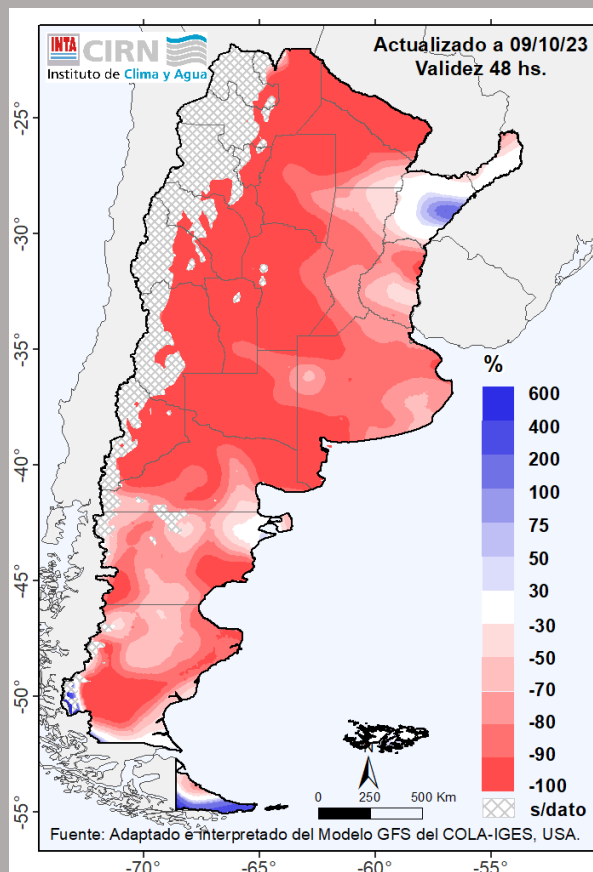 INTA CIRN
Instituto de Clima y Agua
Actualizado a 09/10/23
Validez 48 hs.
-25°
-30°
-35°
-40°
-45°
-50°
-55°
%
600
400
200
100
75
50
30
-30
-50
-70
-80
-90
-100
s/dato
N
0 250 500 Km
Fuente: Adaptado e interpretado del Modelo GFS del COLA-IGES, USA.
-70° -65° -60° -55°